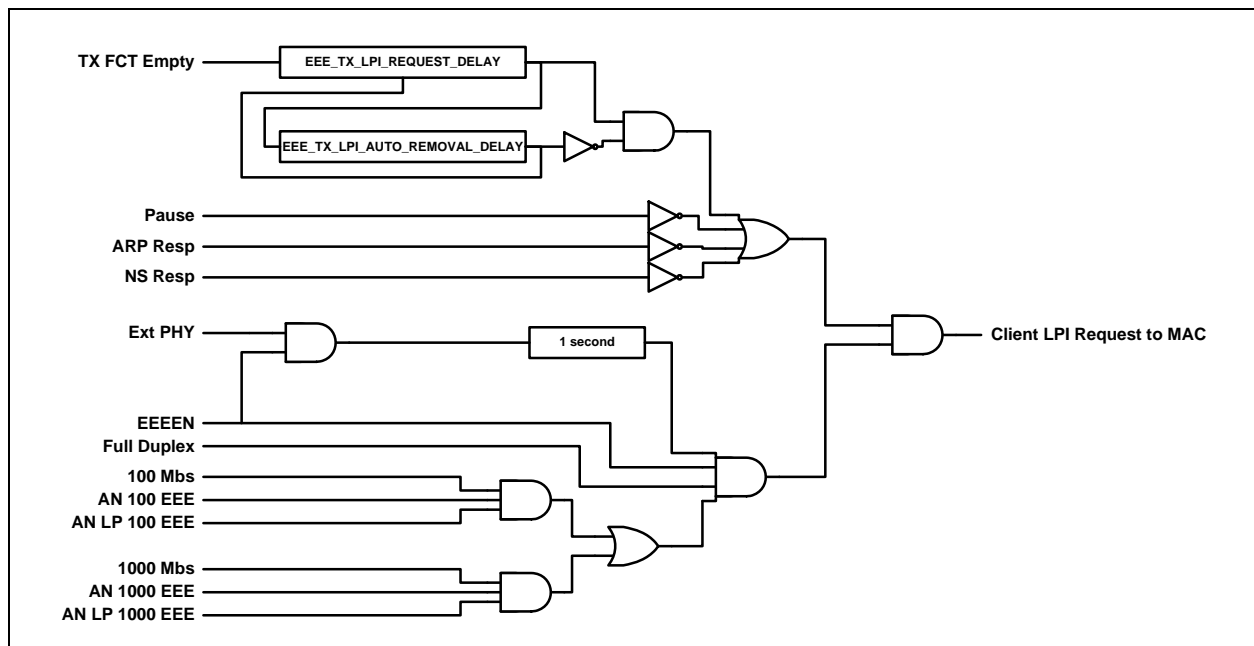 TX FCT Empty
EEE_TX_LPI_REQUEST_DELAY
EEE_TX_LPI_AUTO_REMOVAL_DELAY
Pause
ARP Resp
NS Resp
Ext PHY
1 second
Client LPI Request to MAC
EEEEN
Full Duplex
100 Mbs
AN 100 EEE
AN LP 100 EEE
1000 Mbs
AN 1000 EEE
AN LP 1000 EEE